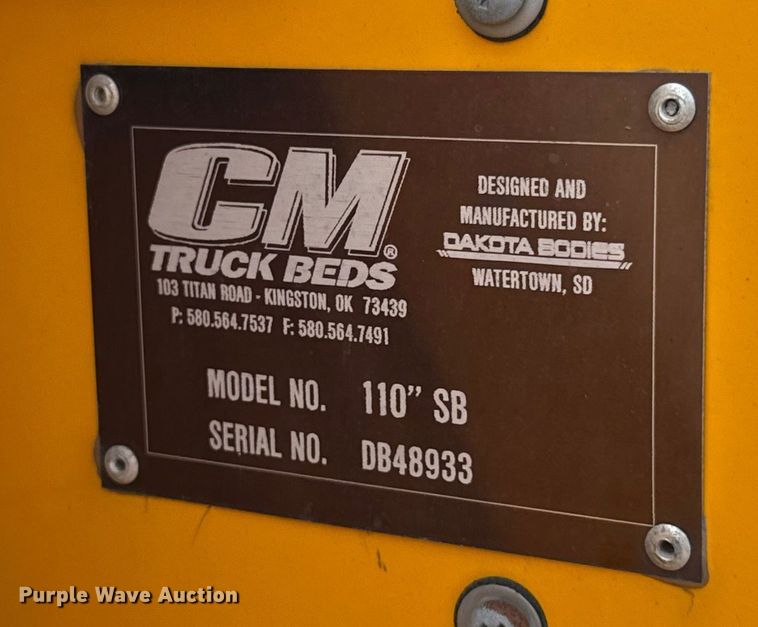 CM®
TRUCK BEDS
103 TITAN ROAD - KINGSTON, OK 73439
P: 580.564.7537 F: 580.564.7491
DESIGNED AND
MANUFACTURED BY:
DAKOTA BODIES
WATERTOWN, SD
MODEL NO. 110" SB
SERIAL NO. DB48933
Purple Wave Auction